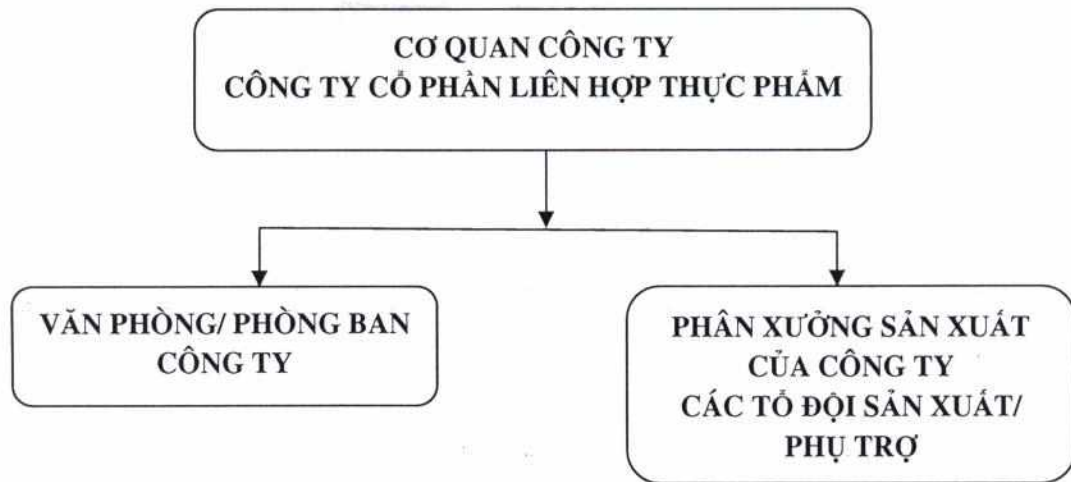 CƠ QUAN CÔNG TY
CÔNG TY CỔ PHẦN LIÊN HỢP THỰC PHẨM
VĂN PHÒNG/ PHÒNG BAN
CÔNG TY
PHÂN XƯỞNG SẢN XUẤT
CỦA CÔNG TY
CÁC TỔ ĐỘI SẢN XUẤT/
PHỤ TRỢ